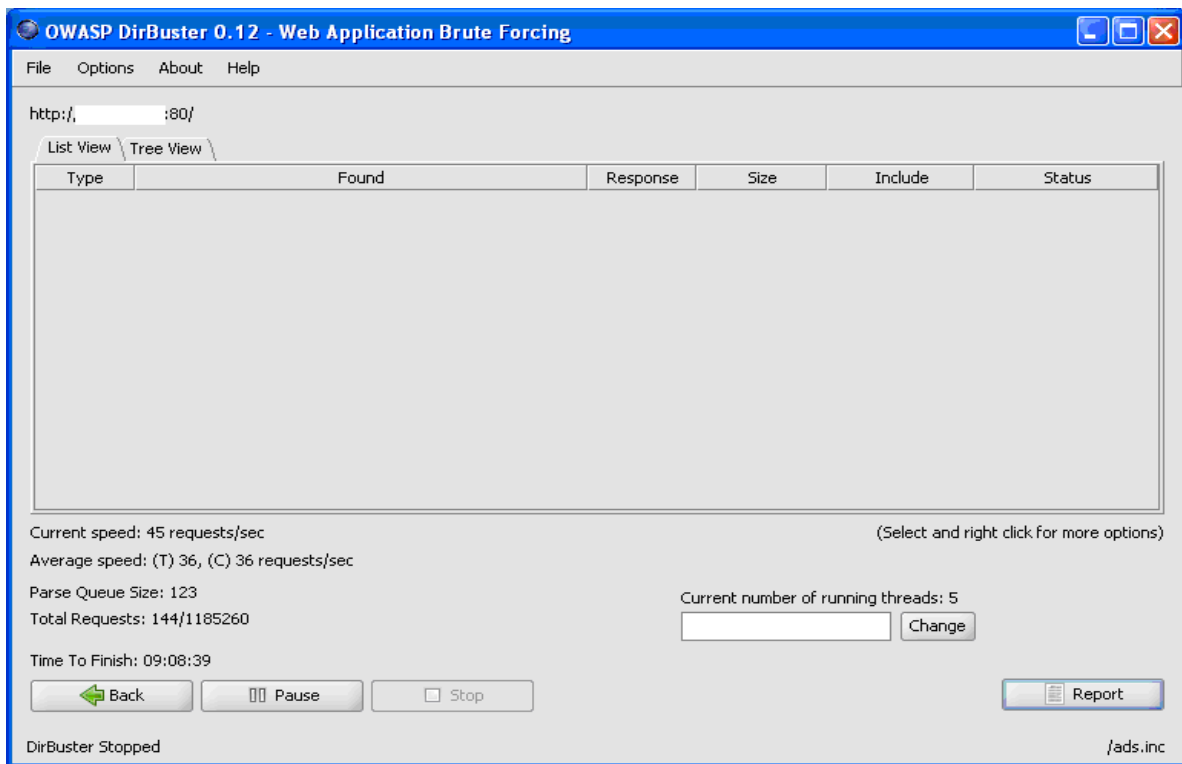 OWASP DirBuster 0.12 - Web Application Brute Forcing
File Options About Help
http:/, :80/
List View Tree View
Type Found Response Size Include Status
Current speed: 45 requests/sec (Select and right click for more options)
Average speed: (T) 36, (C) 36 requests/sec
Parse Queue Size: 123 Current number of running threads: 5
Total Requests: 144/1185260 Change
Time To Finish: 09:08:39
Back Pause Stop Report
DirBuster Stopped /ads.inc